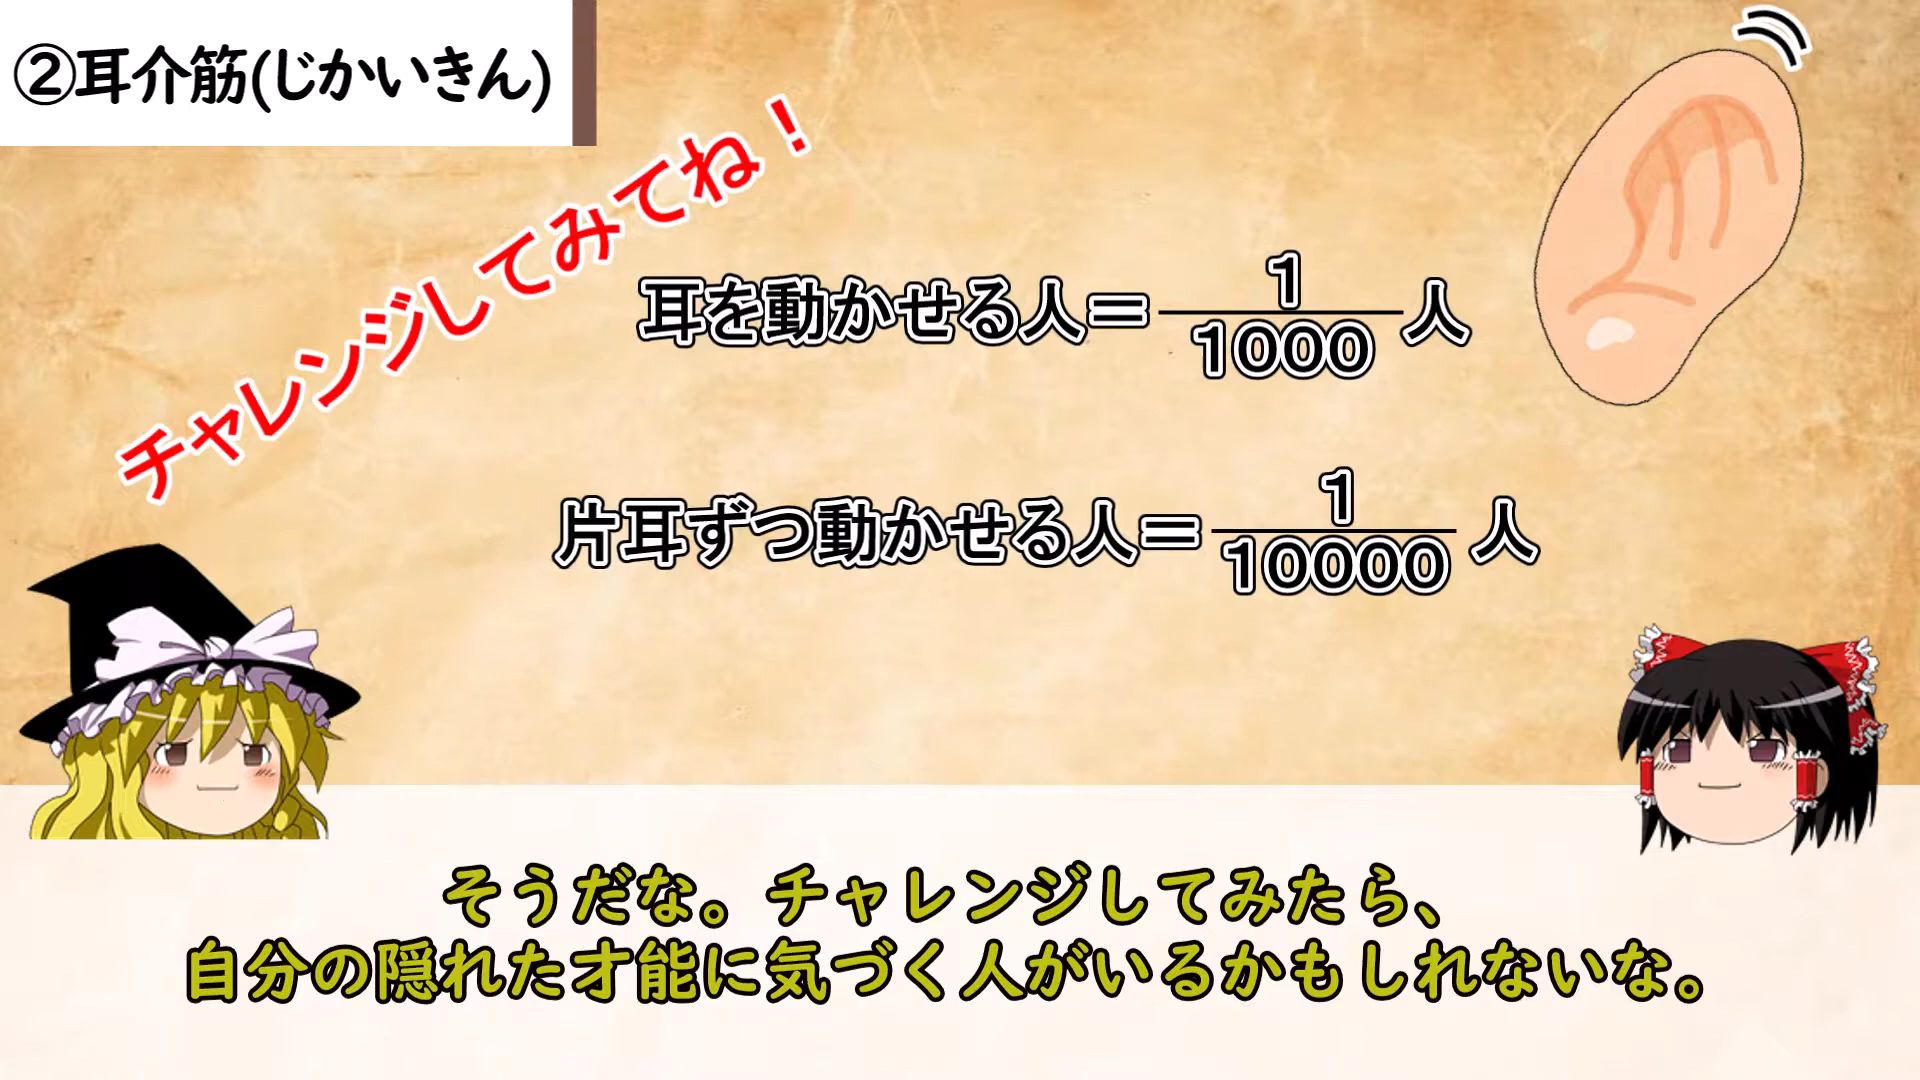 ②耳介筋(じかいきん)
チャレンジしてみてね！
耳を動かせる人＝1/1000人
片耳ずつ動かせる人＝1/10000人
そうだな。チャレンジしてみたら、
自分の隠れた才能に気づく人がいるかもしれないな。